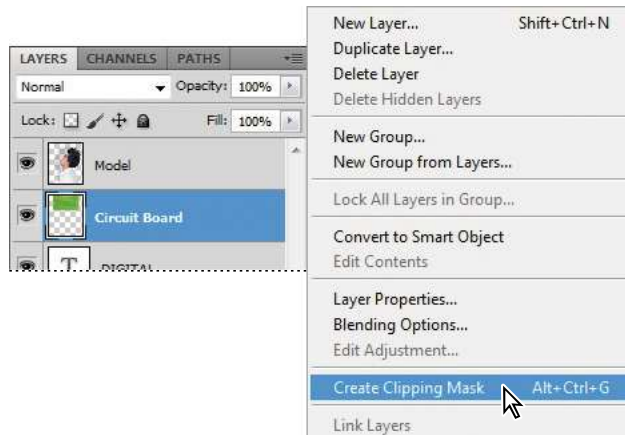 LAYERS CHANNELS PATHS
Normal Opacity: 100%
Lock: Fill: 100%
Model
Circuit Board
T DIGITAL
New Layer... Shift+Ctrl+N
Duplicate Layer...
Delete Layer
Delete Hidden Layers
New Group...
New Group from Layers...
Lock All Layers in Group...
Convert to Smart Object
Edit Contents
Layer Properties...
Blending Options...
Edit Adjustment...
Create Clipping Mask Alt+Ctrl+G
Link Layers